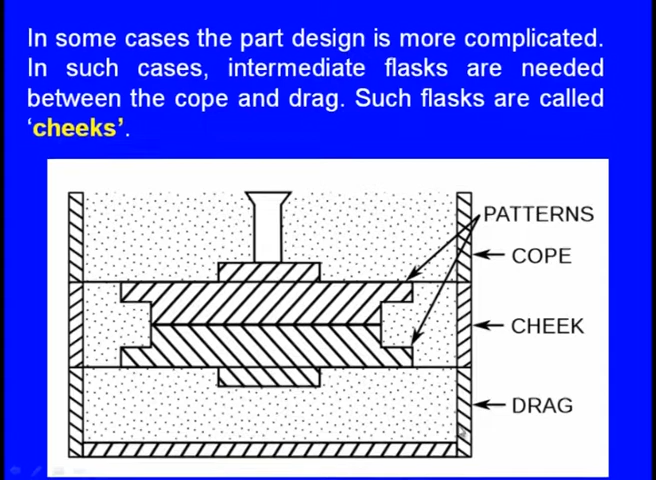 In some cases the part design is more complicated.
In such cases, intermediate flasks are needed
between the cope and drag. Such flasks are called
‘cheeks’.
PATTERNS
COPE
CHEEK
DRAG